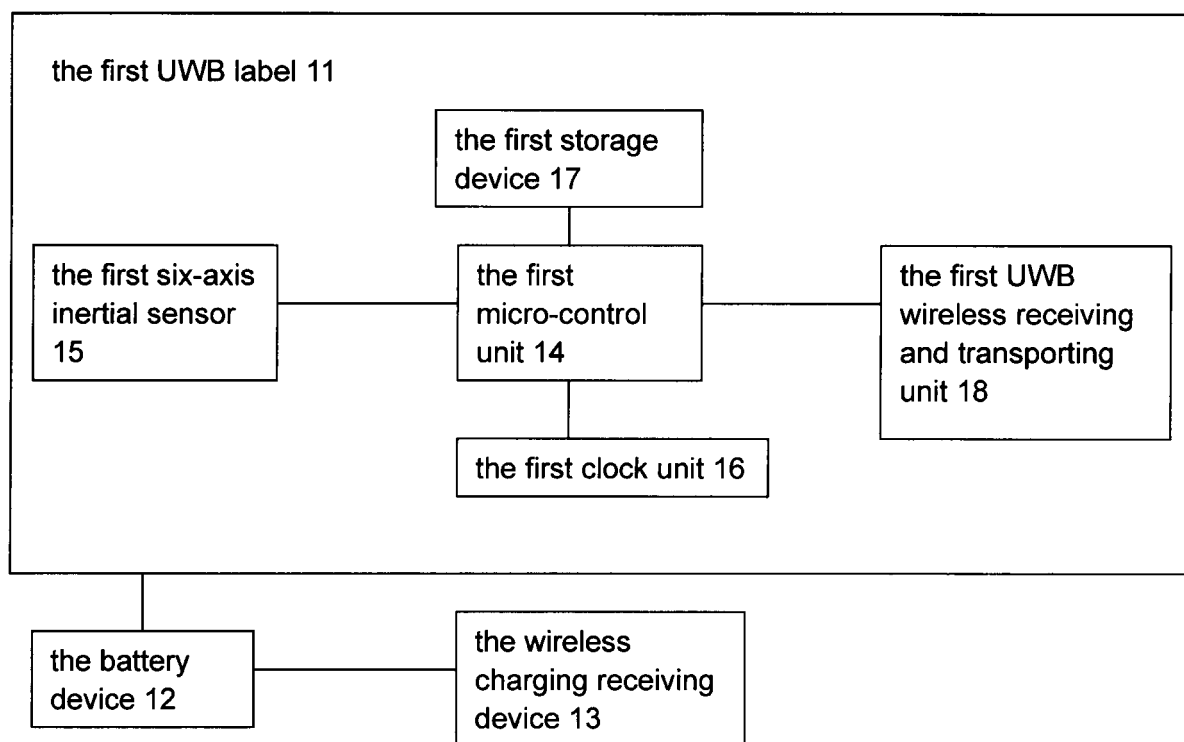 the first UWB label 11
the first storage
device 17
the first six-axis
inertial sensor
15
the first
micro-control
unit 14
the first UWB
wireless receiving
and transporting
unit 18
the first clock unit 16
the battery
device 12
the wireless
charging receiving
device 13